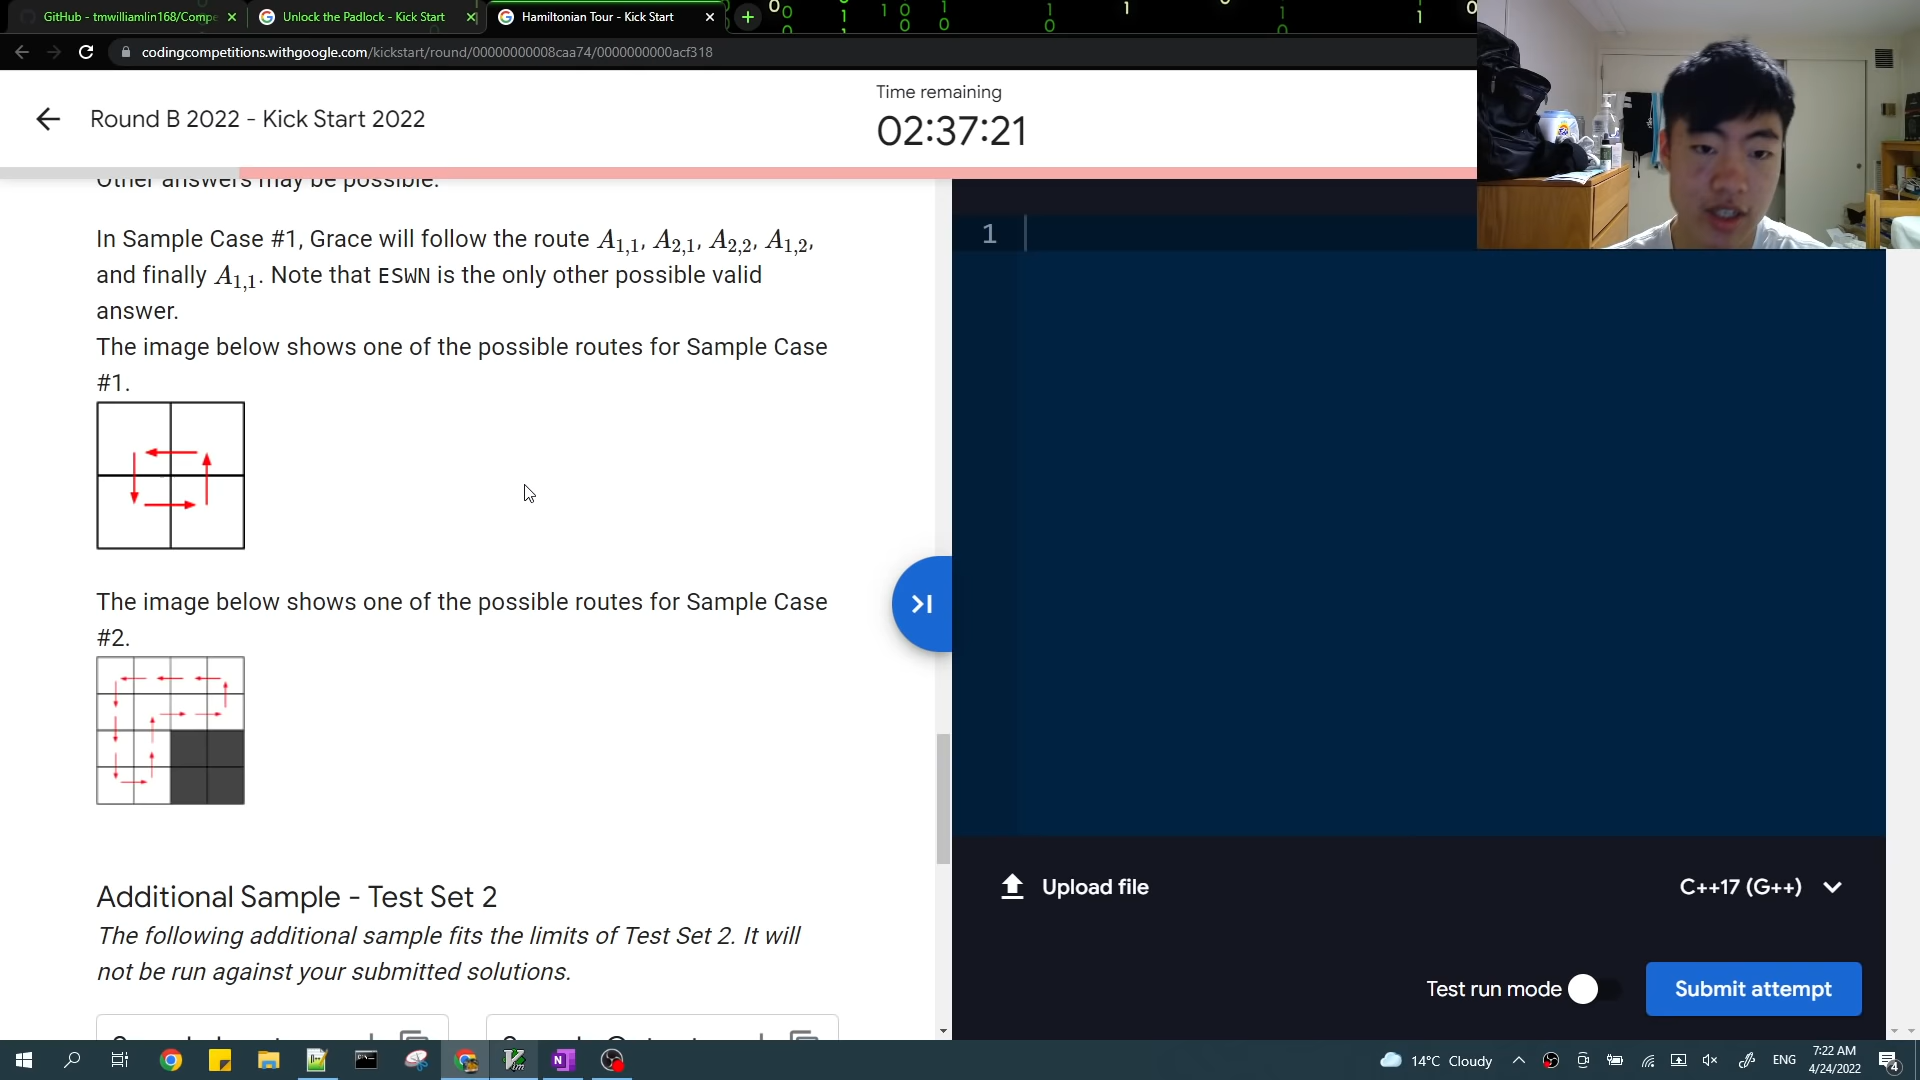 GitHub - tmwilliamlin168/Compe
Unlock the Padlock - Kick Start
Hamiltonian Tour - Kick Start
codingcompetitions.withgoogle.com/kickstart/round/00000000008caa74/0000000000acf318
Round B 2022 - Kick Start 2022
Time remaining
02:37:21
Other answers may be possible.
In Sample Case #1, Grace will follow the route A1,1, A2,1, A2,2, A1,2,
and finally A1,1. Note that ESWN is the only other possible valid
answer.
The image below shows one of the possible routes for Sample Case
#1.
The image below shows one of the possible routes for Sample Case
#2.
Additional Sample - Test Set 2
The following additional sample fits the limits of Test Set 2. It will
not be run against your submitted solutions.
1
Upload file
C++17 (G++)
Test run mode
Submit attempt
14°C Cloudy
ENG
7:22 AM
4/24/2022
4